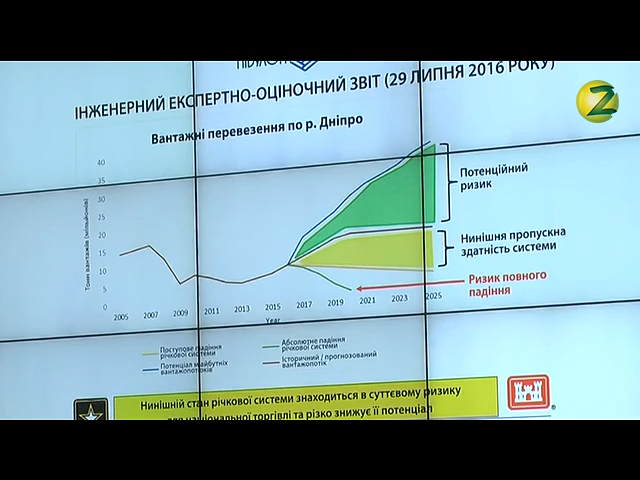 ІНЖЕНЕРНИЙ ЕКСПЕРТНО-ОЦІНОЧНИЙ ЗВІТ (29 ЛИПНЯ 2016 РОКУ)
Z
Вантажні перевезення по р. Дніпро
Тонн вантажів (мільйонів)
40
35
30
25
20
15
10
5
0
2005 2007 2009 2011 2013 2015 2017 2019 2021 2023 2025
Year
Потенційний
ризик
Нинішня пропускна
здатність системи
Ризик повного
падіння
Поступове падіння
річкової системи
Абсолютне падіння
річкової системи
Потенціал майбутніх
вантажопотоків
Історичний / прогнозований
вантажопотік
Нинішній стан річкової системи знаходиться в суттєвому ризику
для національної торгівлі та різко знижує її потенціал